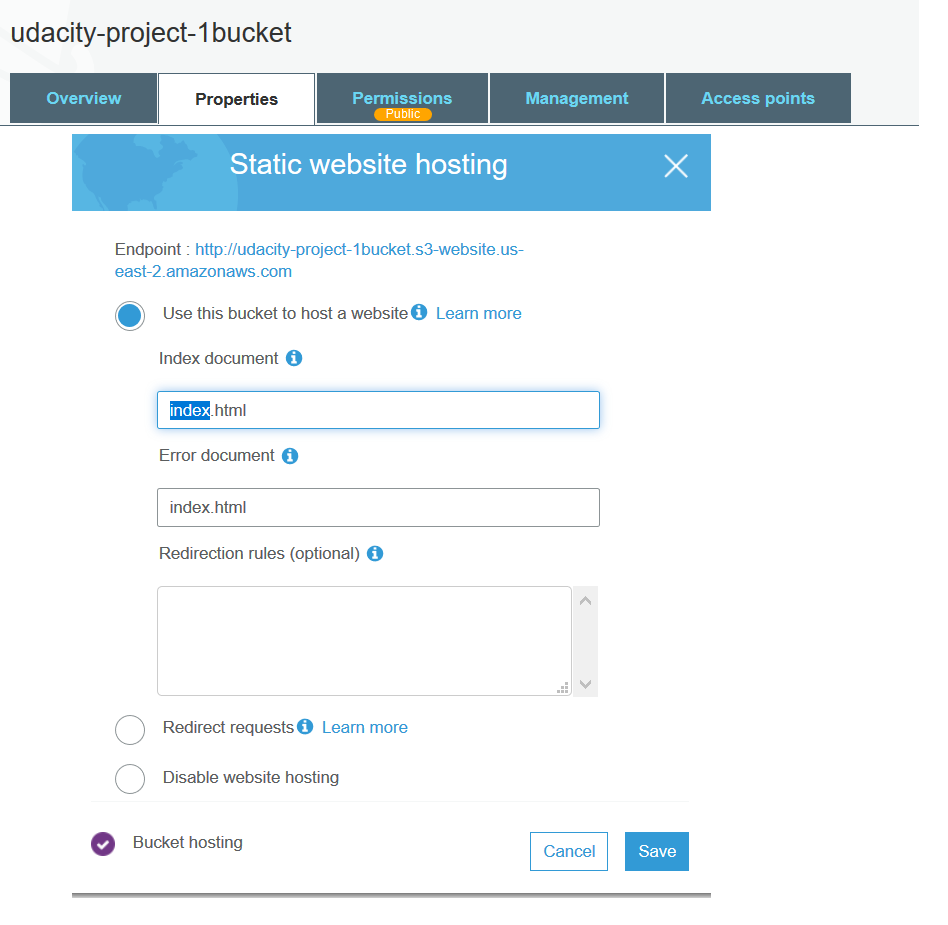 udacity-project-1bucket
Overview
Properties
Permissions
Public
Management
Access points
Static website hosting
Endpoint : http://udacity-project-1bucket.s3-website.us-
east-2.amazonaws.com
Use this bucket to host a website Learn more
Index document
index.html
Error document
index.html
Redirection rules (optional)
Redirect requests Learn more
Disable website hosting
Bucket hosting
Cancel
Save